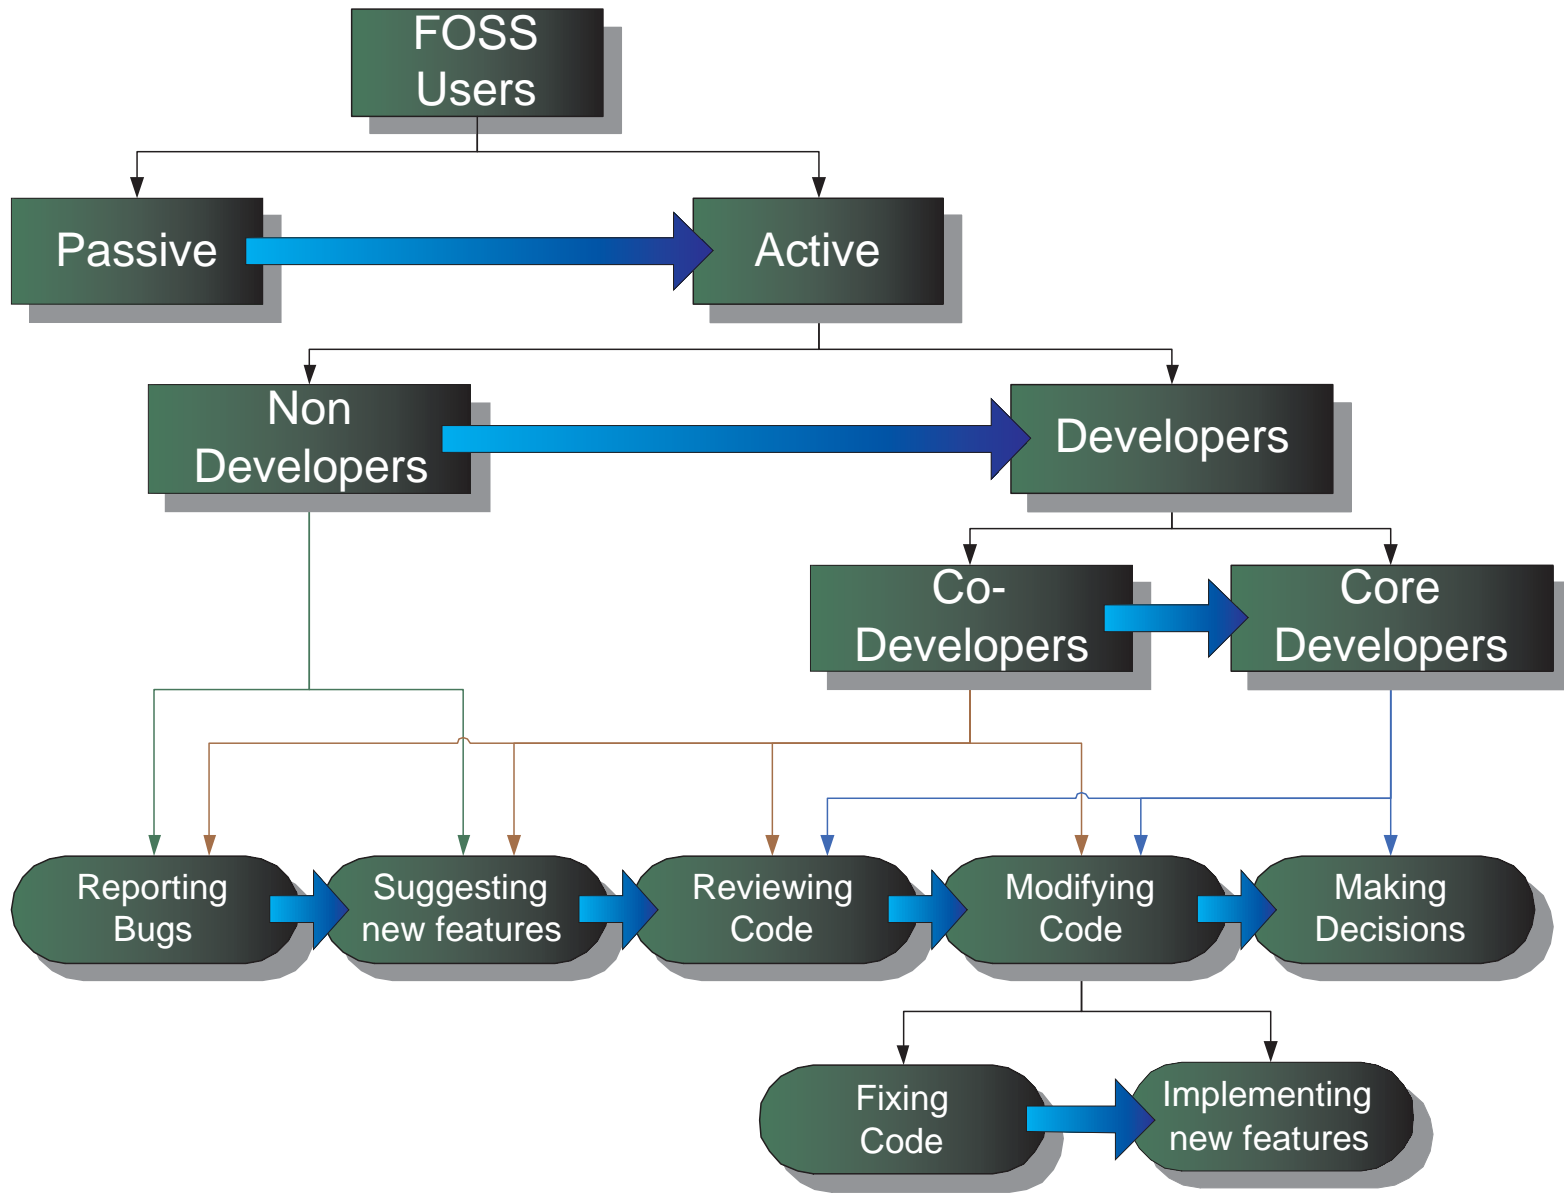 FOSS
Users
Passive
Active
Non
Developers
Developers
Co-
Developers
Core
Developers
Reporting
Bugs
Suggesting
new features
Reviewing
Code
Modifying
Code
Making
Decisions
Fixing
Code
Implementing
new features